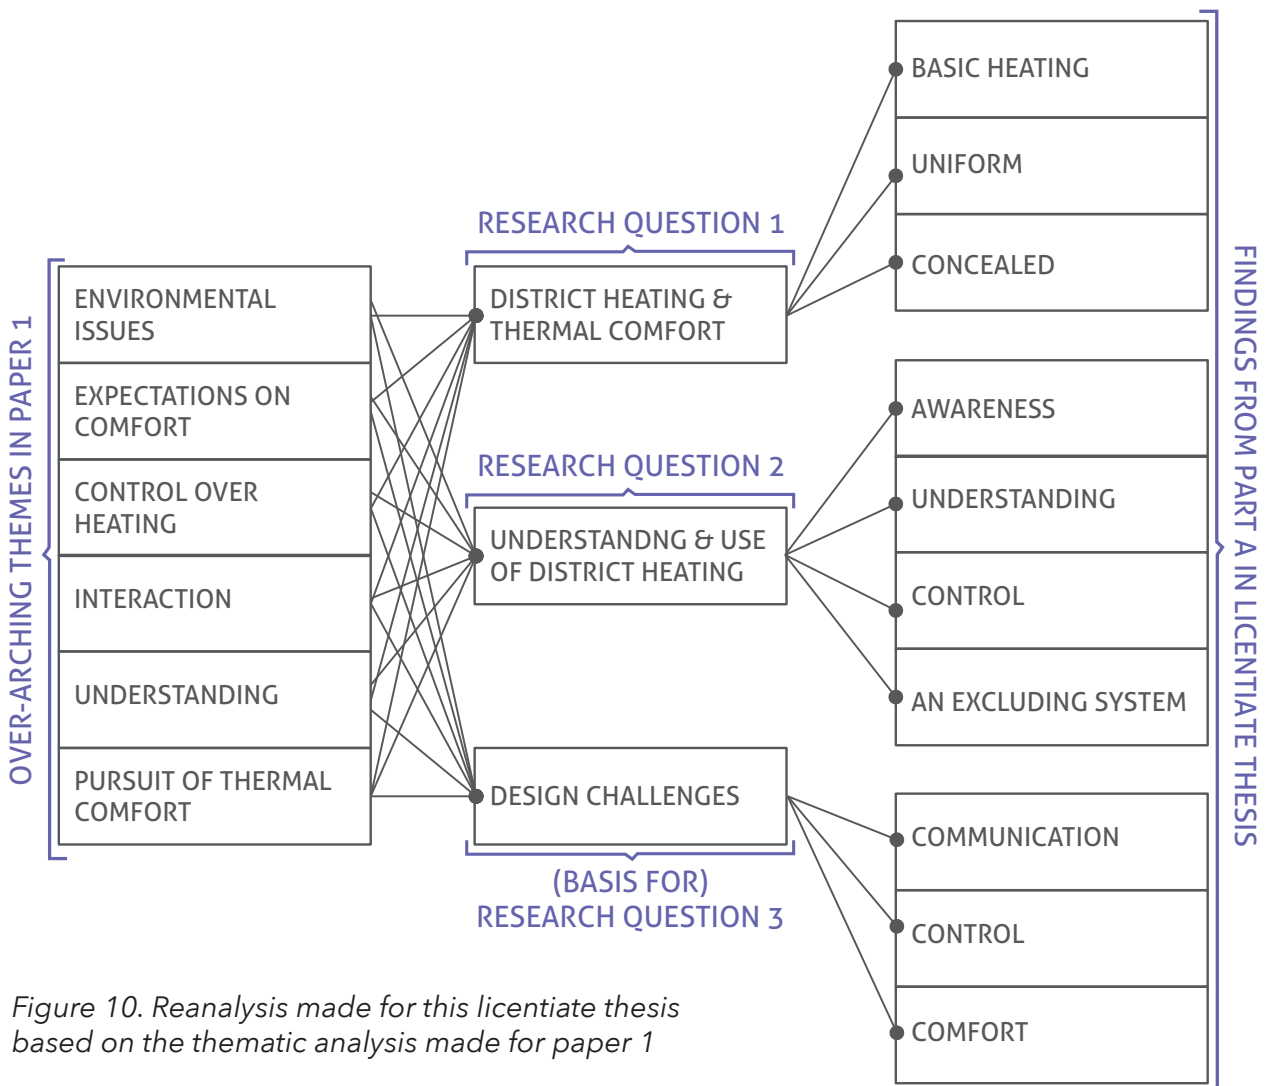 OVER-ARCHING THEMES IN PAPER 1
ENVIRONMENTAL
ISSUES
EXPECTATIONS ON
COMFORT
CONTROL OVER
HEATING
INTERACTION
UNDERSTANDING
PURSUIT OF THERMAL
COMFORT
RESEARCH QUESTION 1
DISTRICT HEATING &
THERMAL COMFORT
RESEARCH QUESTION 2
UNDERSTANDNG & USE
OF DISTRICT HEATING
DESIGN CHALLENGES
(BASIS FOR)
RESEARCH QUESTION 3
BASIC HEATING
UNIFORM
CONCEALED
AWARENESS
UNDERSTANDING
CONTROL
AN EXCLUDING SYSTEM
COMMUNICATION
CONTROL
COMFORT
FINDINGS FROM PART A IN LICENTIATE THESIS
Figure 10. Reanalysis made for this licentiate thesis
based on the thematic analysis made for paper 1